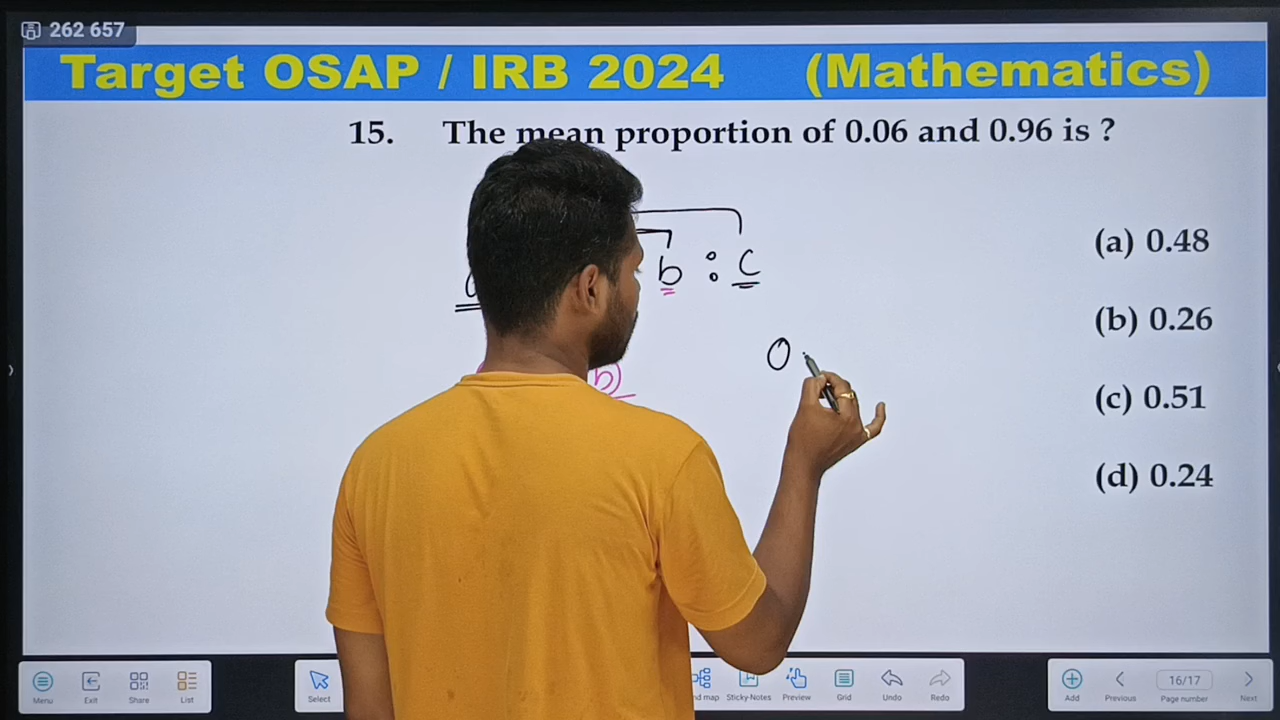 262 657
Target OSAP / IRB 2024 (Mathematics)
15. The mean proportion of 0.06 and 0.96 is ?
b : c
b
0
(a) 0.48
(b) 0.26
(c) 0.51
(d) 0.24
Menu Exit Share List Select nd map Sticky-Notes Preview Grid Undo Redo Add Previous 16/17 Page number Next